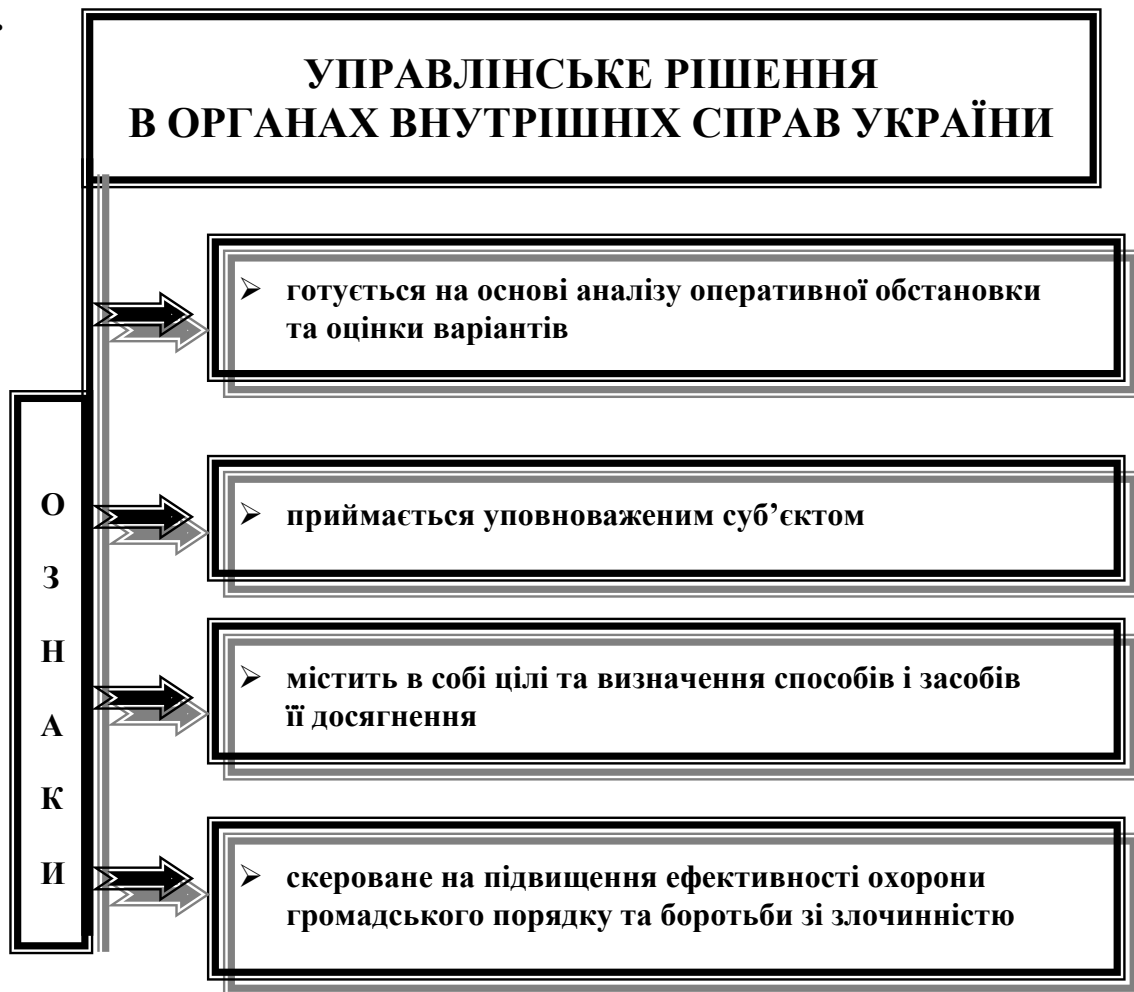 УПРАВЛІНСЬКЕ РІШЕННЯ
В ОРГАНАХ ВНУТРІШНІХ СПРАВ УКРАЇНИ
➢ готується на основі аналізу оперативної обстановки
та оцінки варіантів
➢ приймається уповноваженим суб’єктом
➢ містить в собі цілі та визначення способів і засобів
її досягнення
➢ скероване на підвищення ефективності охорони
громадського порядку та боротьби зі злочинністю
О
З
Н
А
К
И